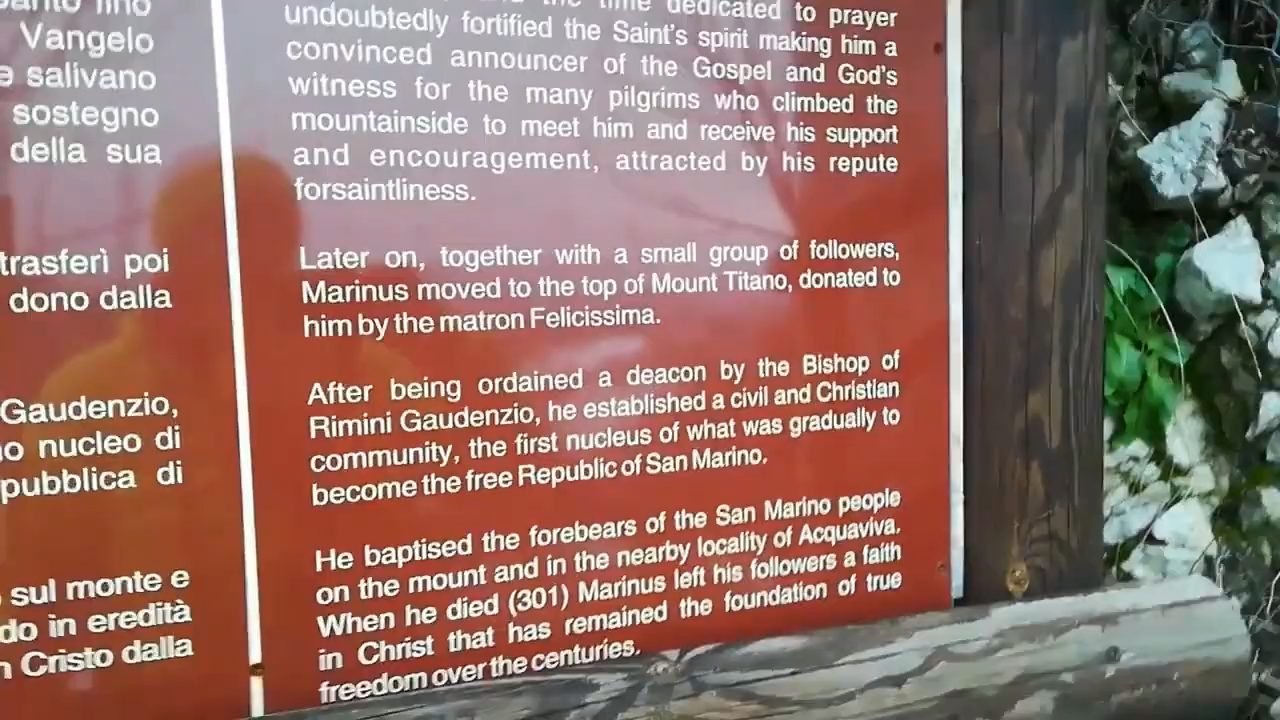 santo fino
Vangelo
e salivano
sostegno
della sua
trasferì poi
dono dalla
Gaudenzio,
nucleo di
pubblica di
sul monte e
do in eredità
Cristo dalla
the time dedicated to prayer
undoubtedly fortified the Saint's spirit making him a
convinced announcer of the Gospel and God's
witness for the many pilgrims who climbed the
mountainside to meet him and receive his support
and encouragement, attracted by his repute
forsaintliness.
Later on, together with a small group of followers,
Marinus moved to the top of Mount Titano, donated to
him by the matron Felicissima.
After being ordained a deacon by the Bishop of
Rimini Gaudenzio, he established a civil and Christian
community, the first nucleus of what was gradually to
become the free Republic of San Marino.
He baptised the forebears of the San Marino people
on the mount and in the nearby locality of Acquaviva.
When he died (301) Marinus left his followers a faith
in Christ that has remained the foundation of true
freedom over the centuries.